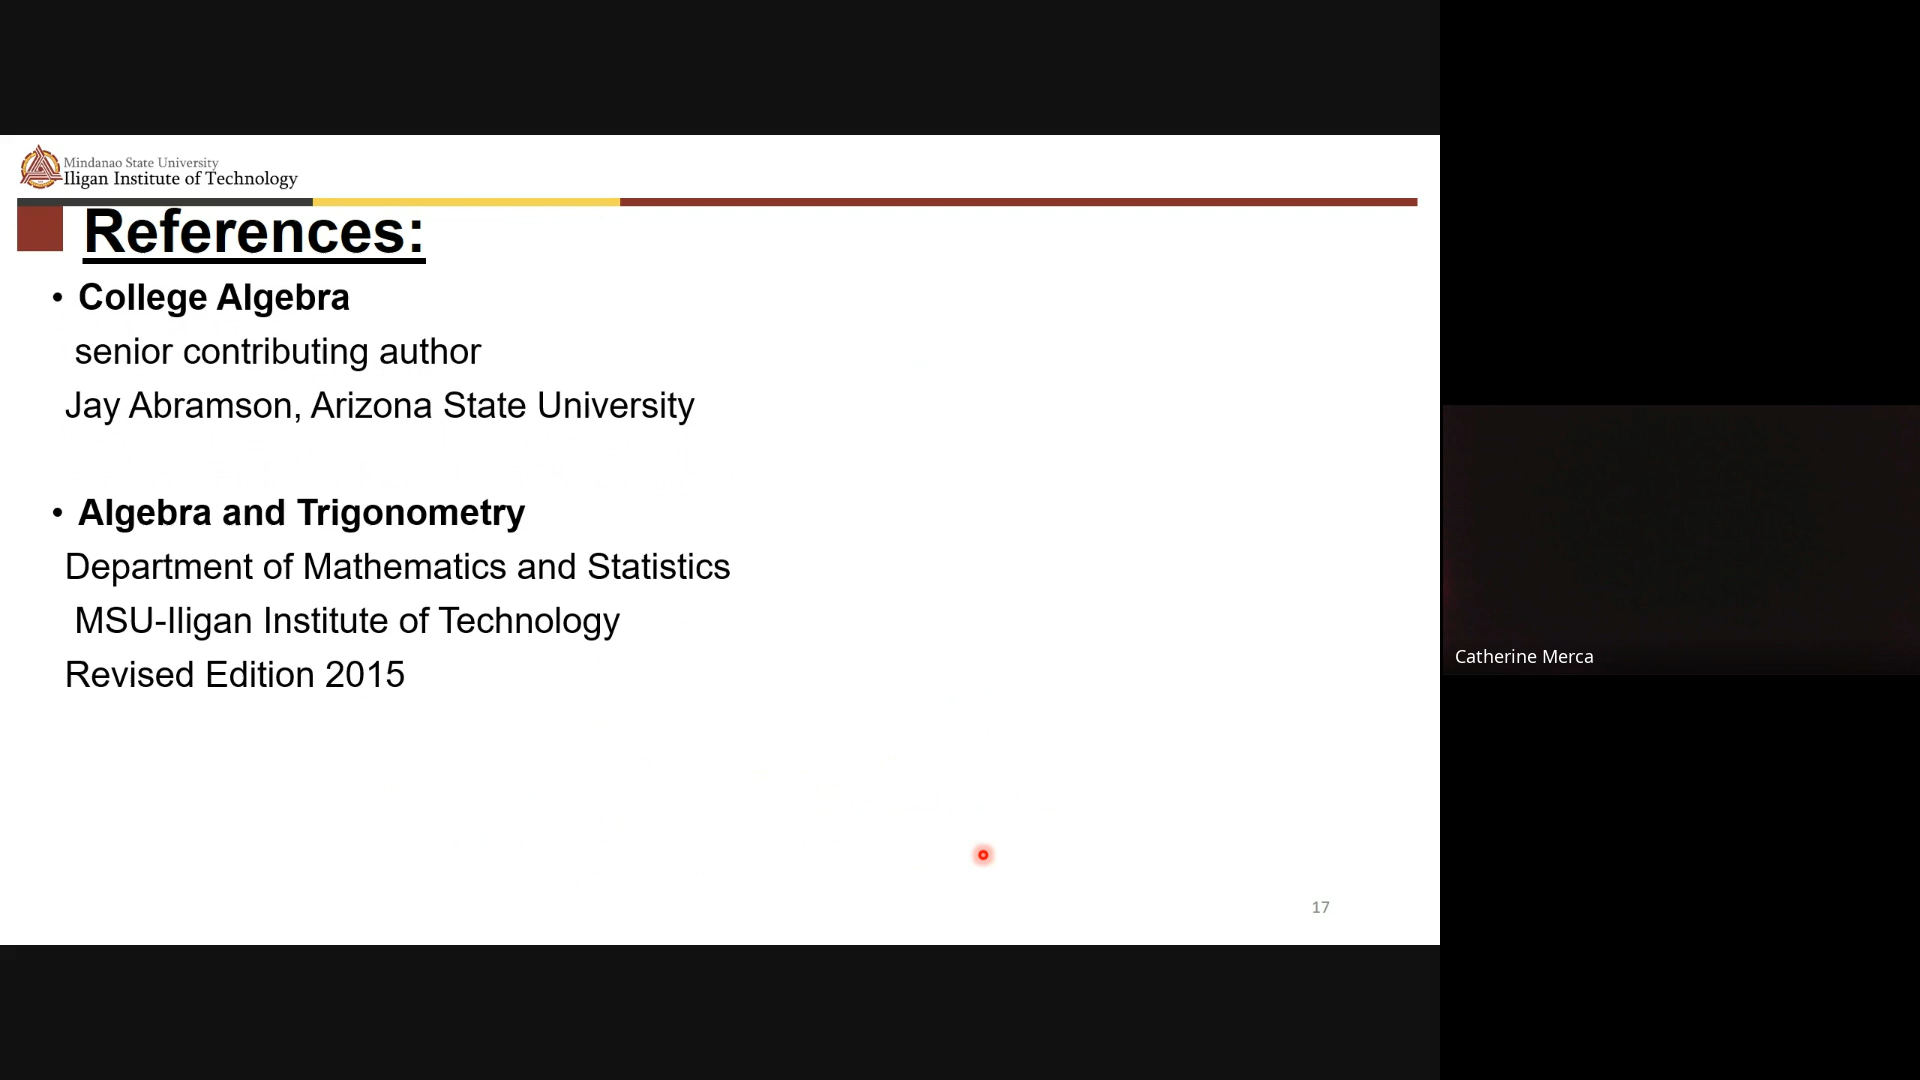 Mindanao State University
Iligan Institute of Technology
References:
• College Algebra
senior contributing author
Jay Abramson, Arizona State University
• Algebra and Trigonometry
Department of Mathematics and Statistics
MSU-Iligan Institute of Technology
Revised Edition 2015
17
Catherine Merca